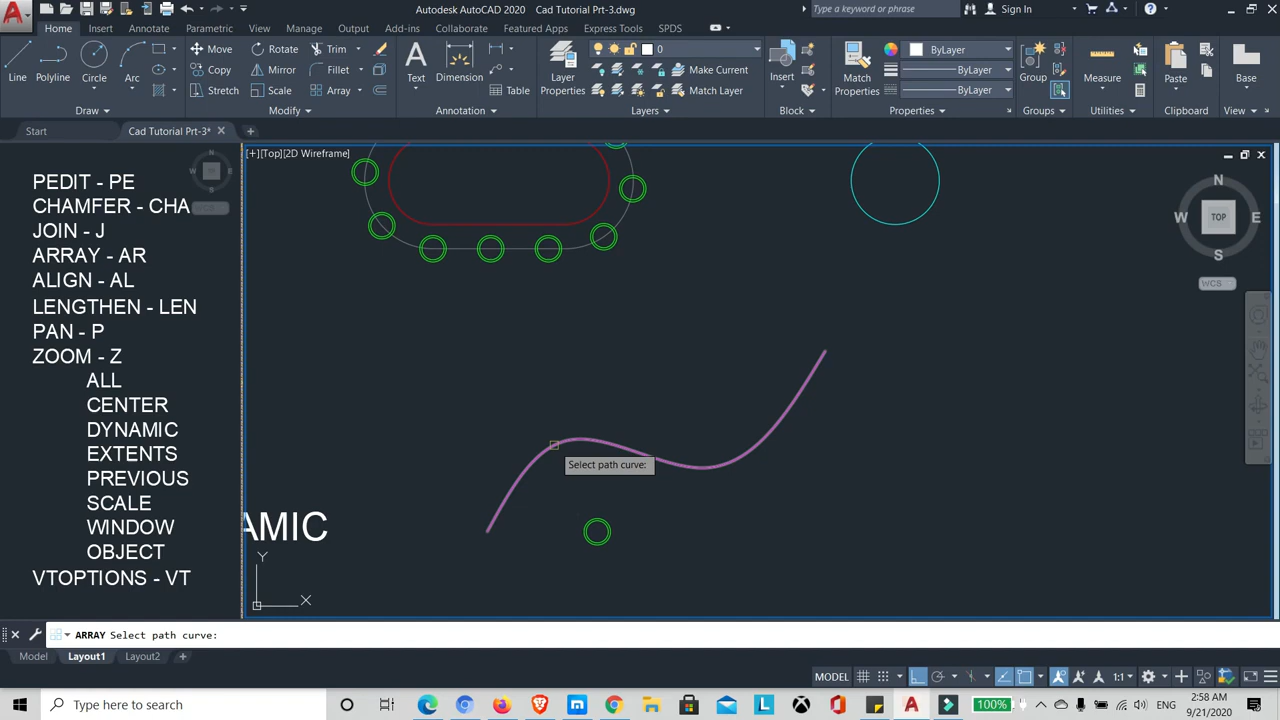 Autodesk AutoCAD 2020 Cad Tutorial Prt-3.dwg
Type a keyword or phrase
Sign In
Home Insert Annotate Parametric View Manage Output Add-ins Collaborate Featured Apps Express Tools SPDS
Line Polyline Circle Arc
Move Rotate Trim
Copy Mirror Fillet
Stretch Scale Array
Text Dimension Table
Layer Properties
0
Make Current
Match Layer
Insert
Match Properties
ByLayer
ByLayer
ByLayer
Group
Measure
Paste
Base
Draw Modify Annotation Layers Block Properties Groups Utilities Clipboard View
Start Cad Tutorial Prt-3*
[+][Top][2D Wireframe]
PEDIT - PE
CHAMFER - CHA
JOIN - J
ARRAY - AR
ALIGN - AL
LENGTHEN - LEN
PAN - P
ZOOM - Z
ALL
CENTER
DYNAMIC
EXTENTS
PREVIOUS
SCALE
WINDOW
OBJECT
VTOPTIONS - VT
AMIC
Y
X
N
W TOP E
S
WCS
Select path curve:
ARRAY Select path curve:
Model Layout1 Layout2
MODEL
1:1
Type here to search
100%
ENG
2:58 AM
9/21/2020